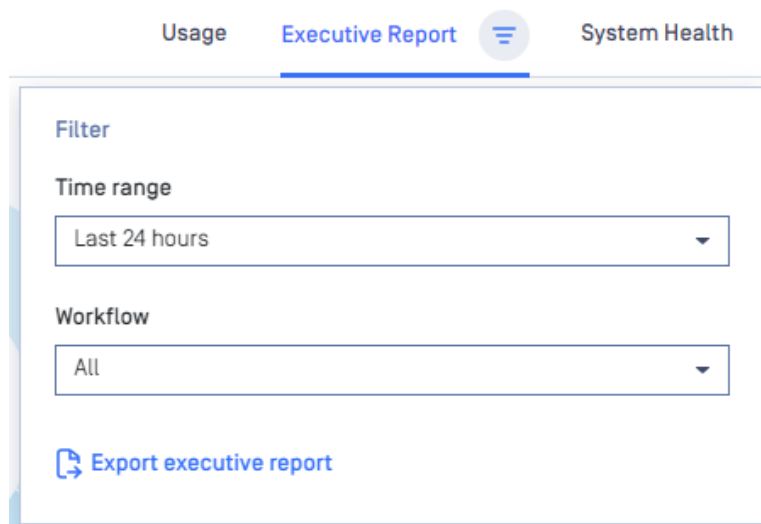 Usage Executive Report System Health
Filter
Time range
Last 24 hours
Workflow
All
Export executive report